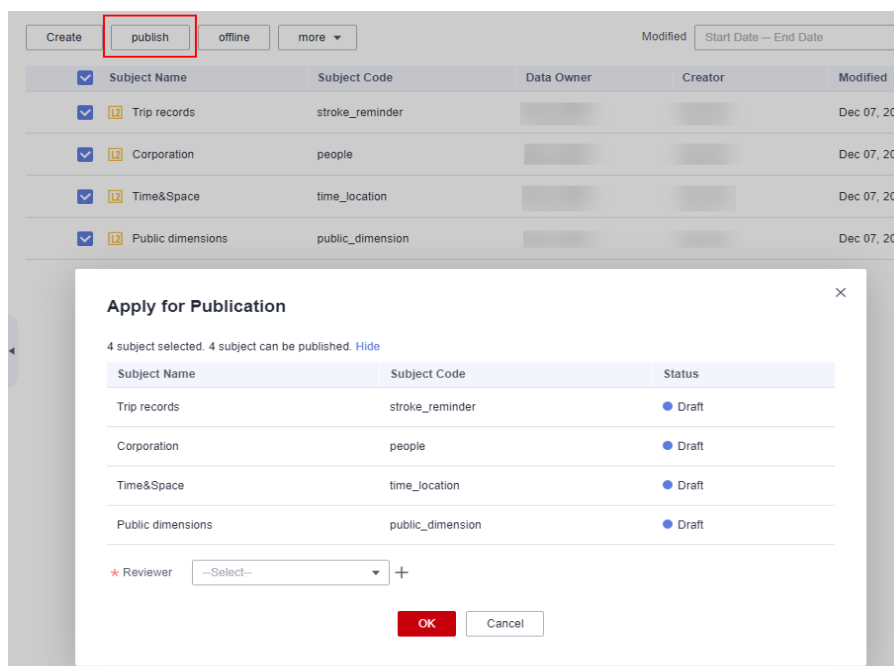 Create publish offline more Modified Start Date — End Date
Subject Name Subject Code Data Owner Creator Modified
L2 Trip records stroke_reminder Dec 07, 20
L2 Corporation people Dec 07, 20
L2 Time&Space time_location Dec 07, 20
L2 Public dimensions public_dimension Dec 07, 20
Apply for Publication
4 subject selected. 4 subject can be published. Hide
Subject Name Subject Code Status
Trip records stroke_reminder Draft
Corporation people Draft
Time&Space time_location Draft
Public dimensions public_dimension Draft
* Reviewer --Select--
OK Cancel